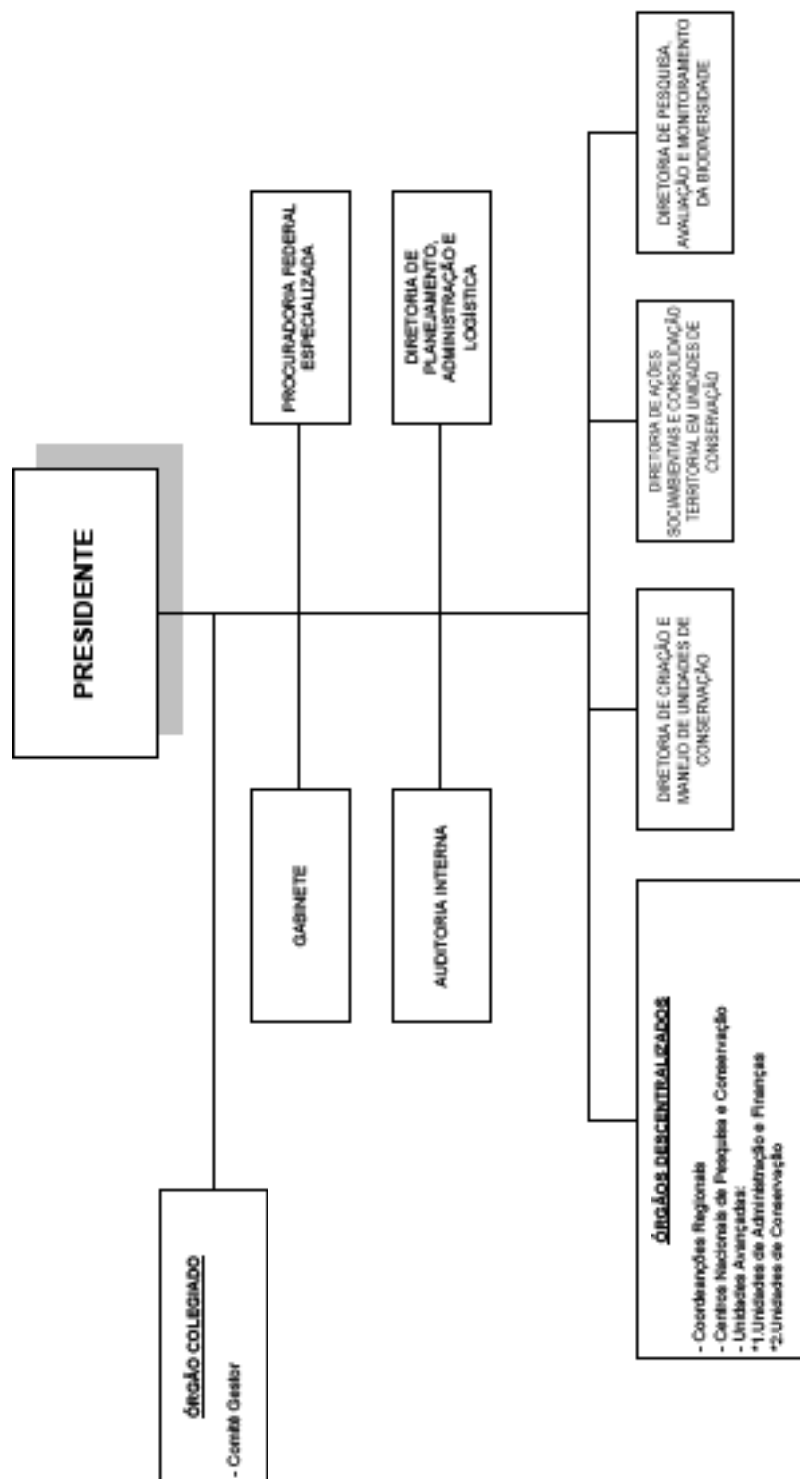 PRESIDENTE
ÓRGÃO COLEGIADO
- Comitê Gestor
GABINETE
PROCURADORIA FEDERAL
ESPECIALIZADA
AUDITORIA INTERNA
DIRETORIA DE
PLANEJAMENTO,
ADMINISTRAÇÃO E
LOGÍSTICA
ÓRGÃOS DESCENTRALIZADOS
- Coordeanções Regionais
- Centros Nacionais de Pesquisa e Conservação
- Unidades Avançadas:
*1.Unidades de Administração e Finanças
*2.Unidades de Conservação
DIRETORIA DE CRIAÇÃO E
MANEJO DE UNIDADES DE
CONSERVAÇÃO
DIRETORIA DE AÇÕES
SOCIAMBIENTAIS E CONSOLIDAÇÃO
TERRITORIAL EM UNIDADES DE
CONSERVAÇÃO
DIRETORIA DE PESQUISA,
AVALIAÇÃO E MONITORAMENTO
DA BIODIVERSIDADE